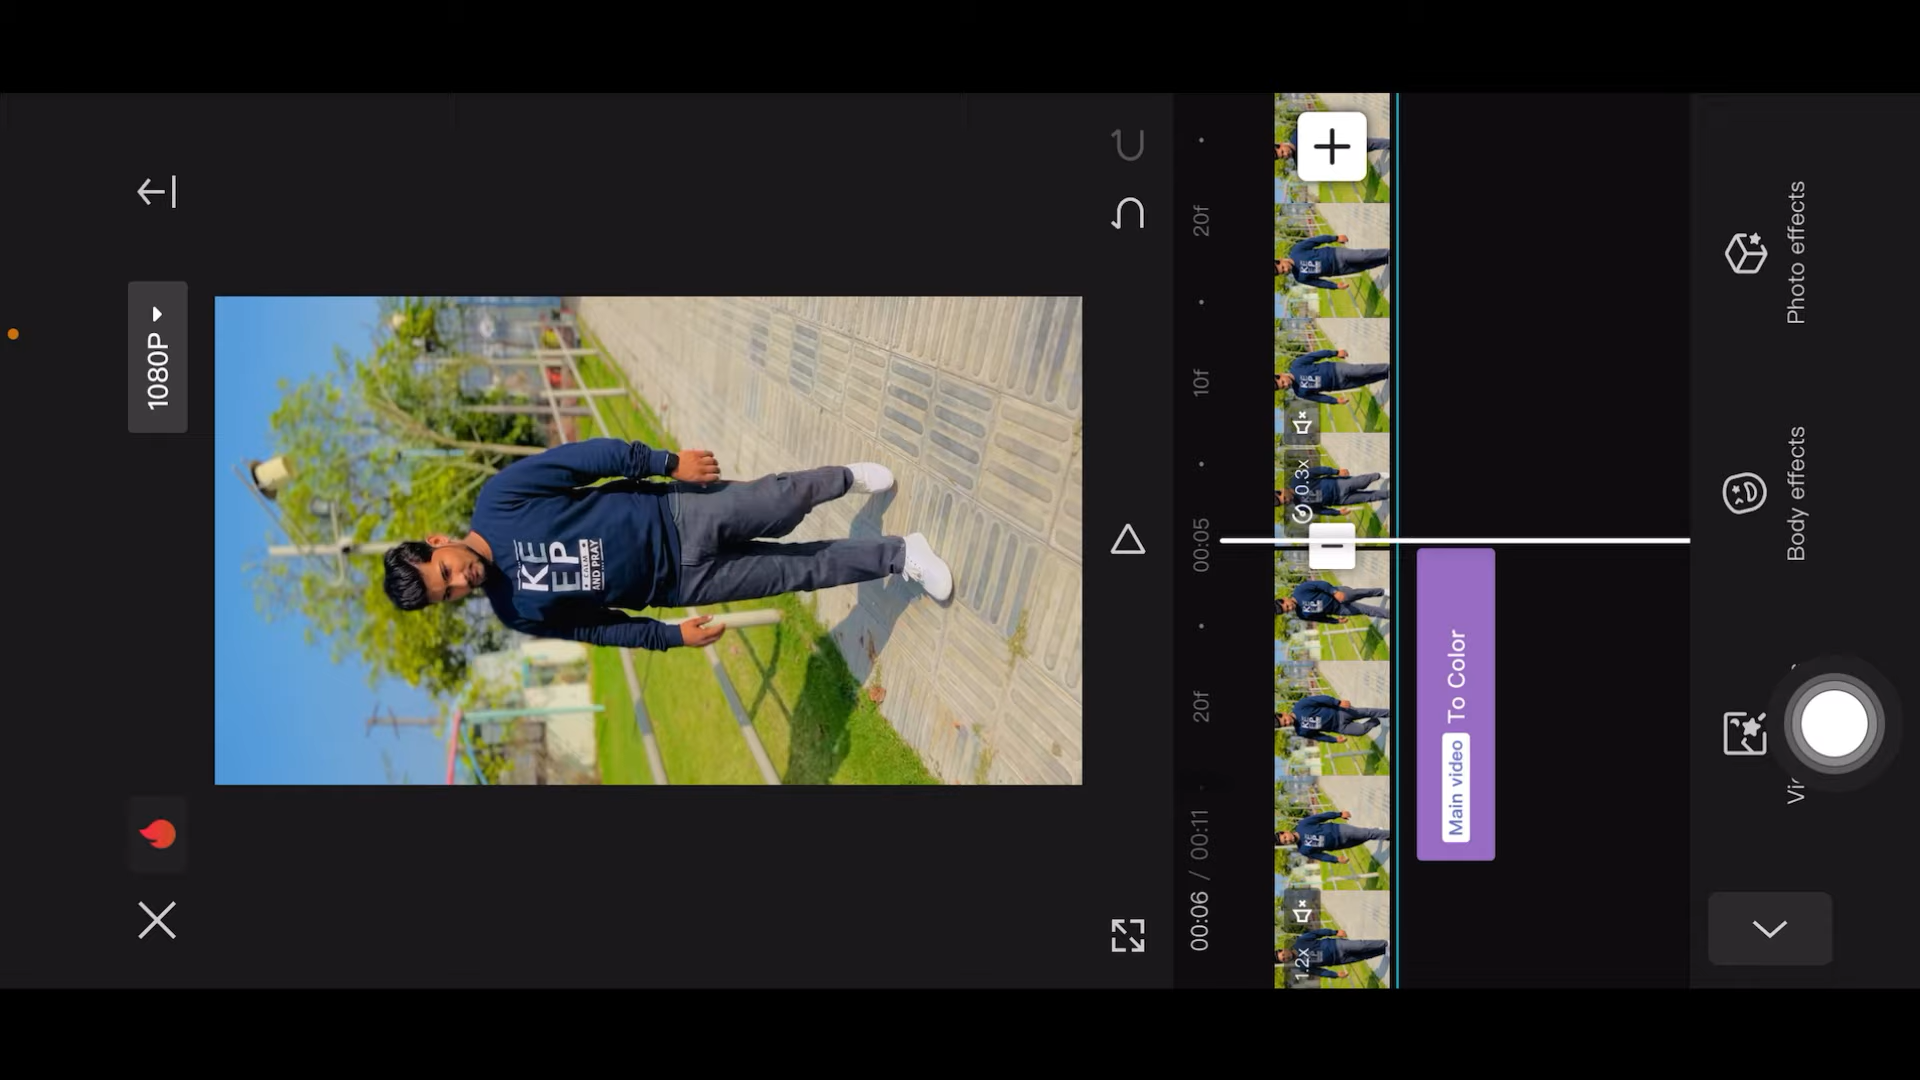 1080P
KE
EP
CALM
AND PRAY
00:06 / 00:11
20f
00:05
10f
20f
1.2x
0.3x
Main video
To Color
Body effects
Photo effects